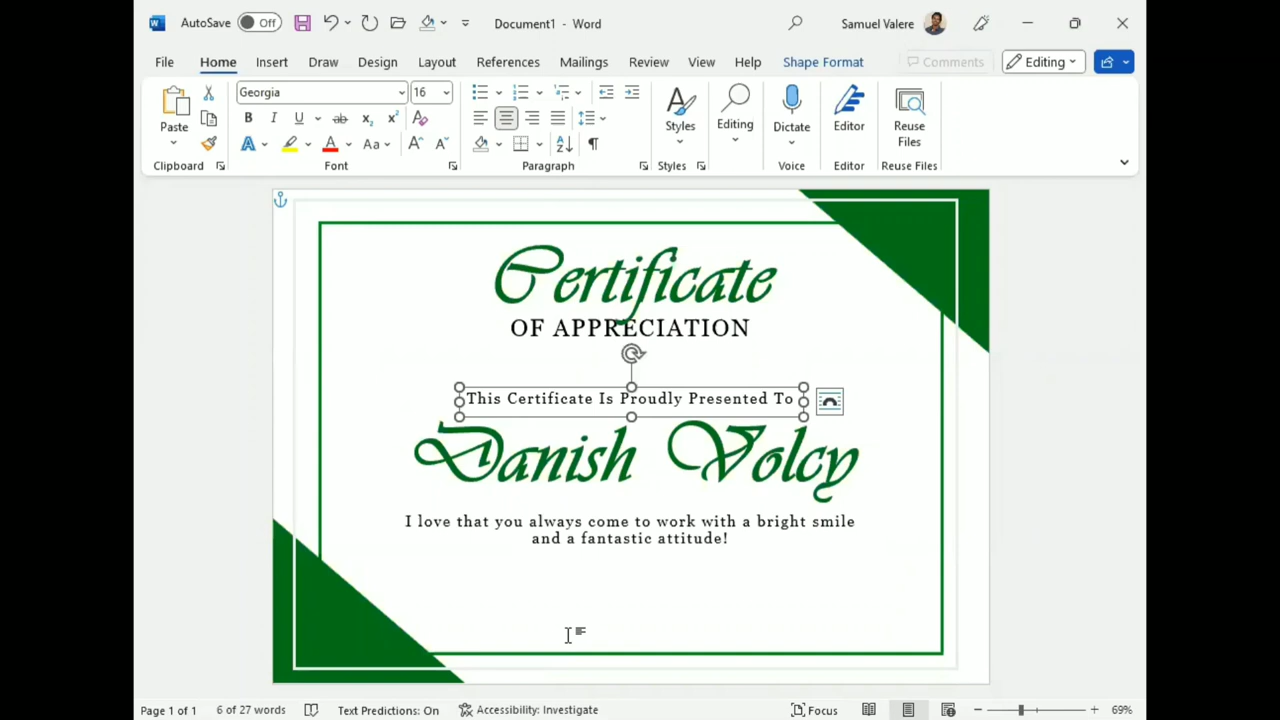 AutoSave Off Document1 - Word Samuel Valere
File Home Insert Draw Design Layout References Mailings Review View Help Shape Format Comments Editing
Georgia 16
Paste Styles Editing Dictate Editor Reuse Files
Clipboard Font Paragraph Styles Voice Editor Reuse Files
Certificate
OF APPRECIATION
This Certificate Is Proudly Presented To
Danish Volcy
I love that you always come to work with a bright smile
and a fantastic attitude!
Page 1 of 1 6 of 27 words Text Predictions: On Accessibility: Investigate Focus 69%